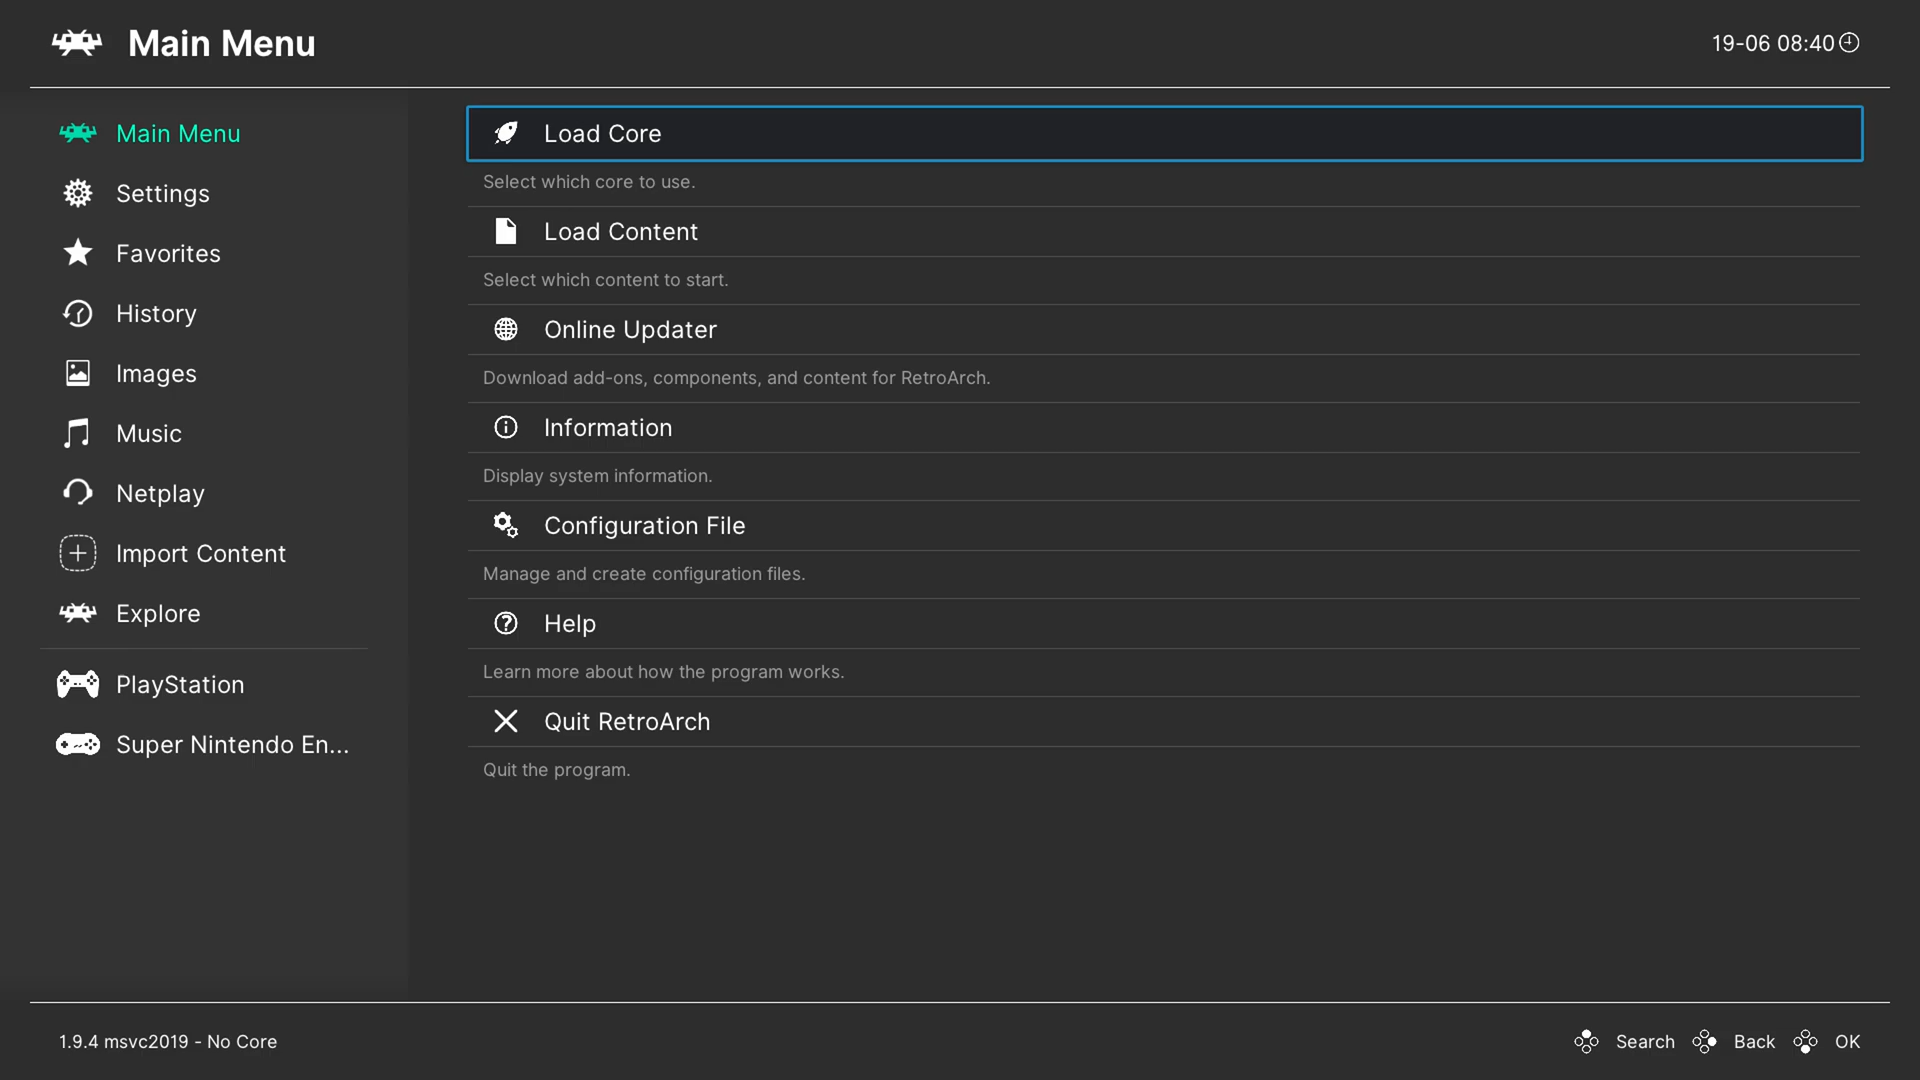 Main Menu
19-06 08:40
Main Menu
Settings
Favorites
History
Images
Music
Netplay
Import Content
Explore
PlayStation
Super Nintendo En...
Load Core
Select which core to use.
Load Content
Select which content to start.
Online Updater
Download add-ons, components, and content for RetroArch.
Information
Display system information.
Configuration File
Manage and create configuration files.
Help
Learn more about how the program works.
Quit RetroArch
Quit the program.
1.9.4 msvc2019 - No Core
Search Back OK